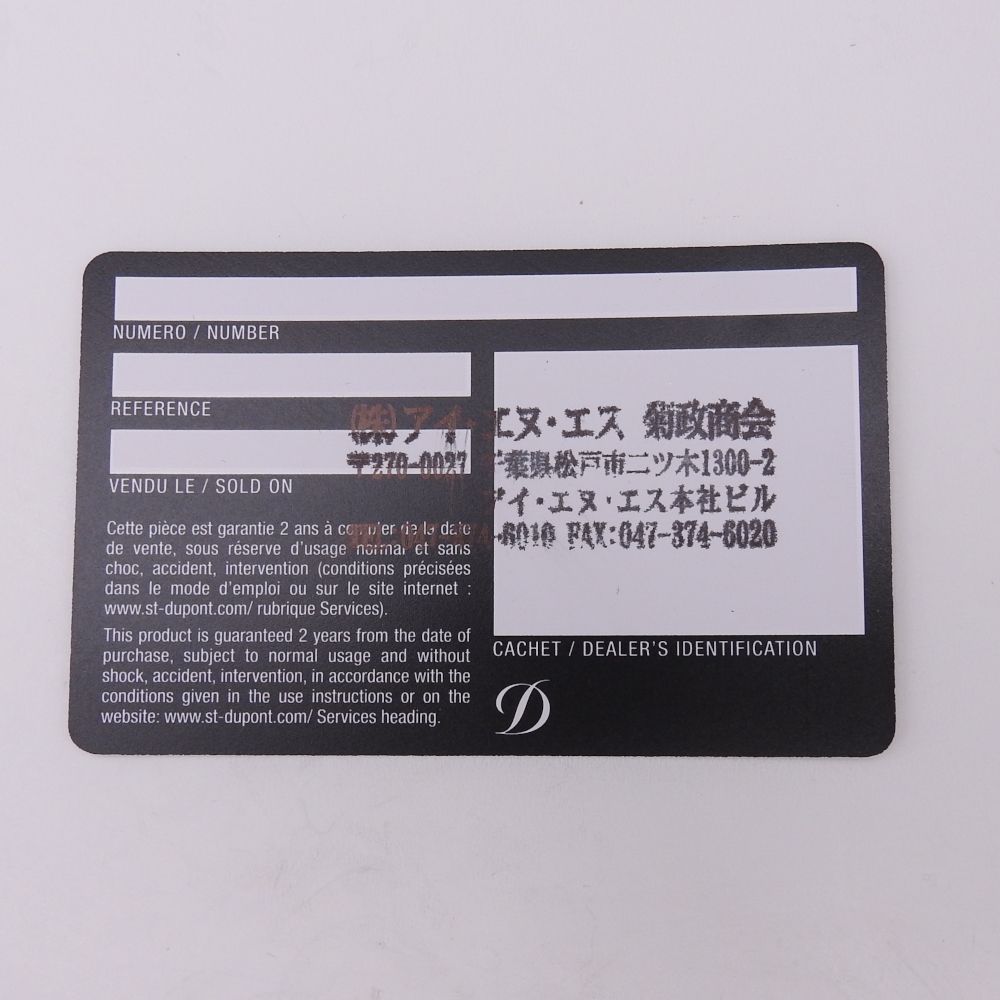 NUMERO / NUMBER
REFERENCE
VENDU LE / SOLD ON
Cette pièce est garantie 2 ans à compter de la date
de vente, sous réserve d'usage normal et sans
choc, accident, intervention (conditions précisées
dans le mode d'emploi ou sur le site internet :
www.st-dupont.com/ rubrique Services).
This product is guaranteed 2 years from the date of
purchase, subject to normal usage and without
shock, accident, intervention, in accordance with the
conditions given in the use instructions or on the
website: www.st-dupont.com/ Services heading.
(株)アイ・エヌ・エス 菊政商会
〒270-0027 千葉県松戸市二ツ木1300-2
アイ・エヌ・エス本社ビル
TEL:047-374-6010 FAX:047-374-6020
CACHET / DEALER'S IDENTIFICATION
D